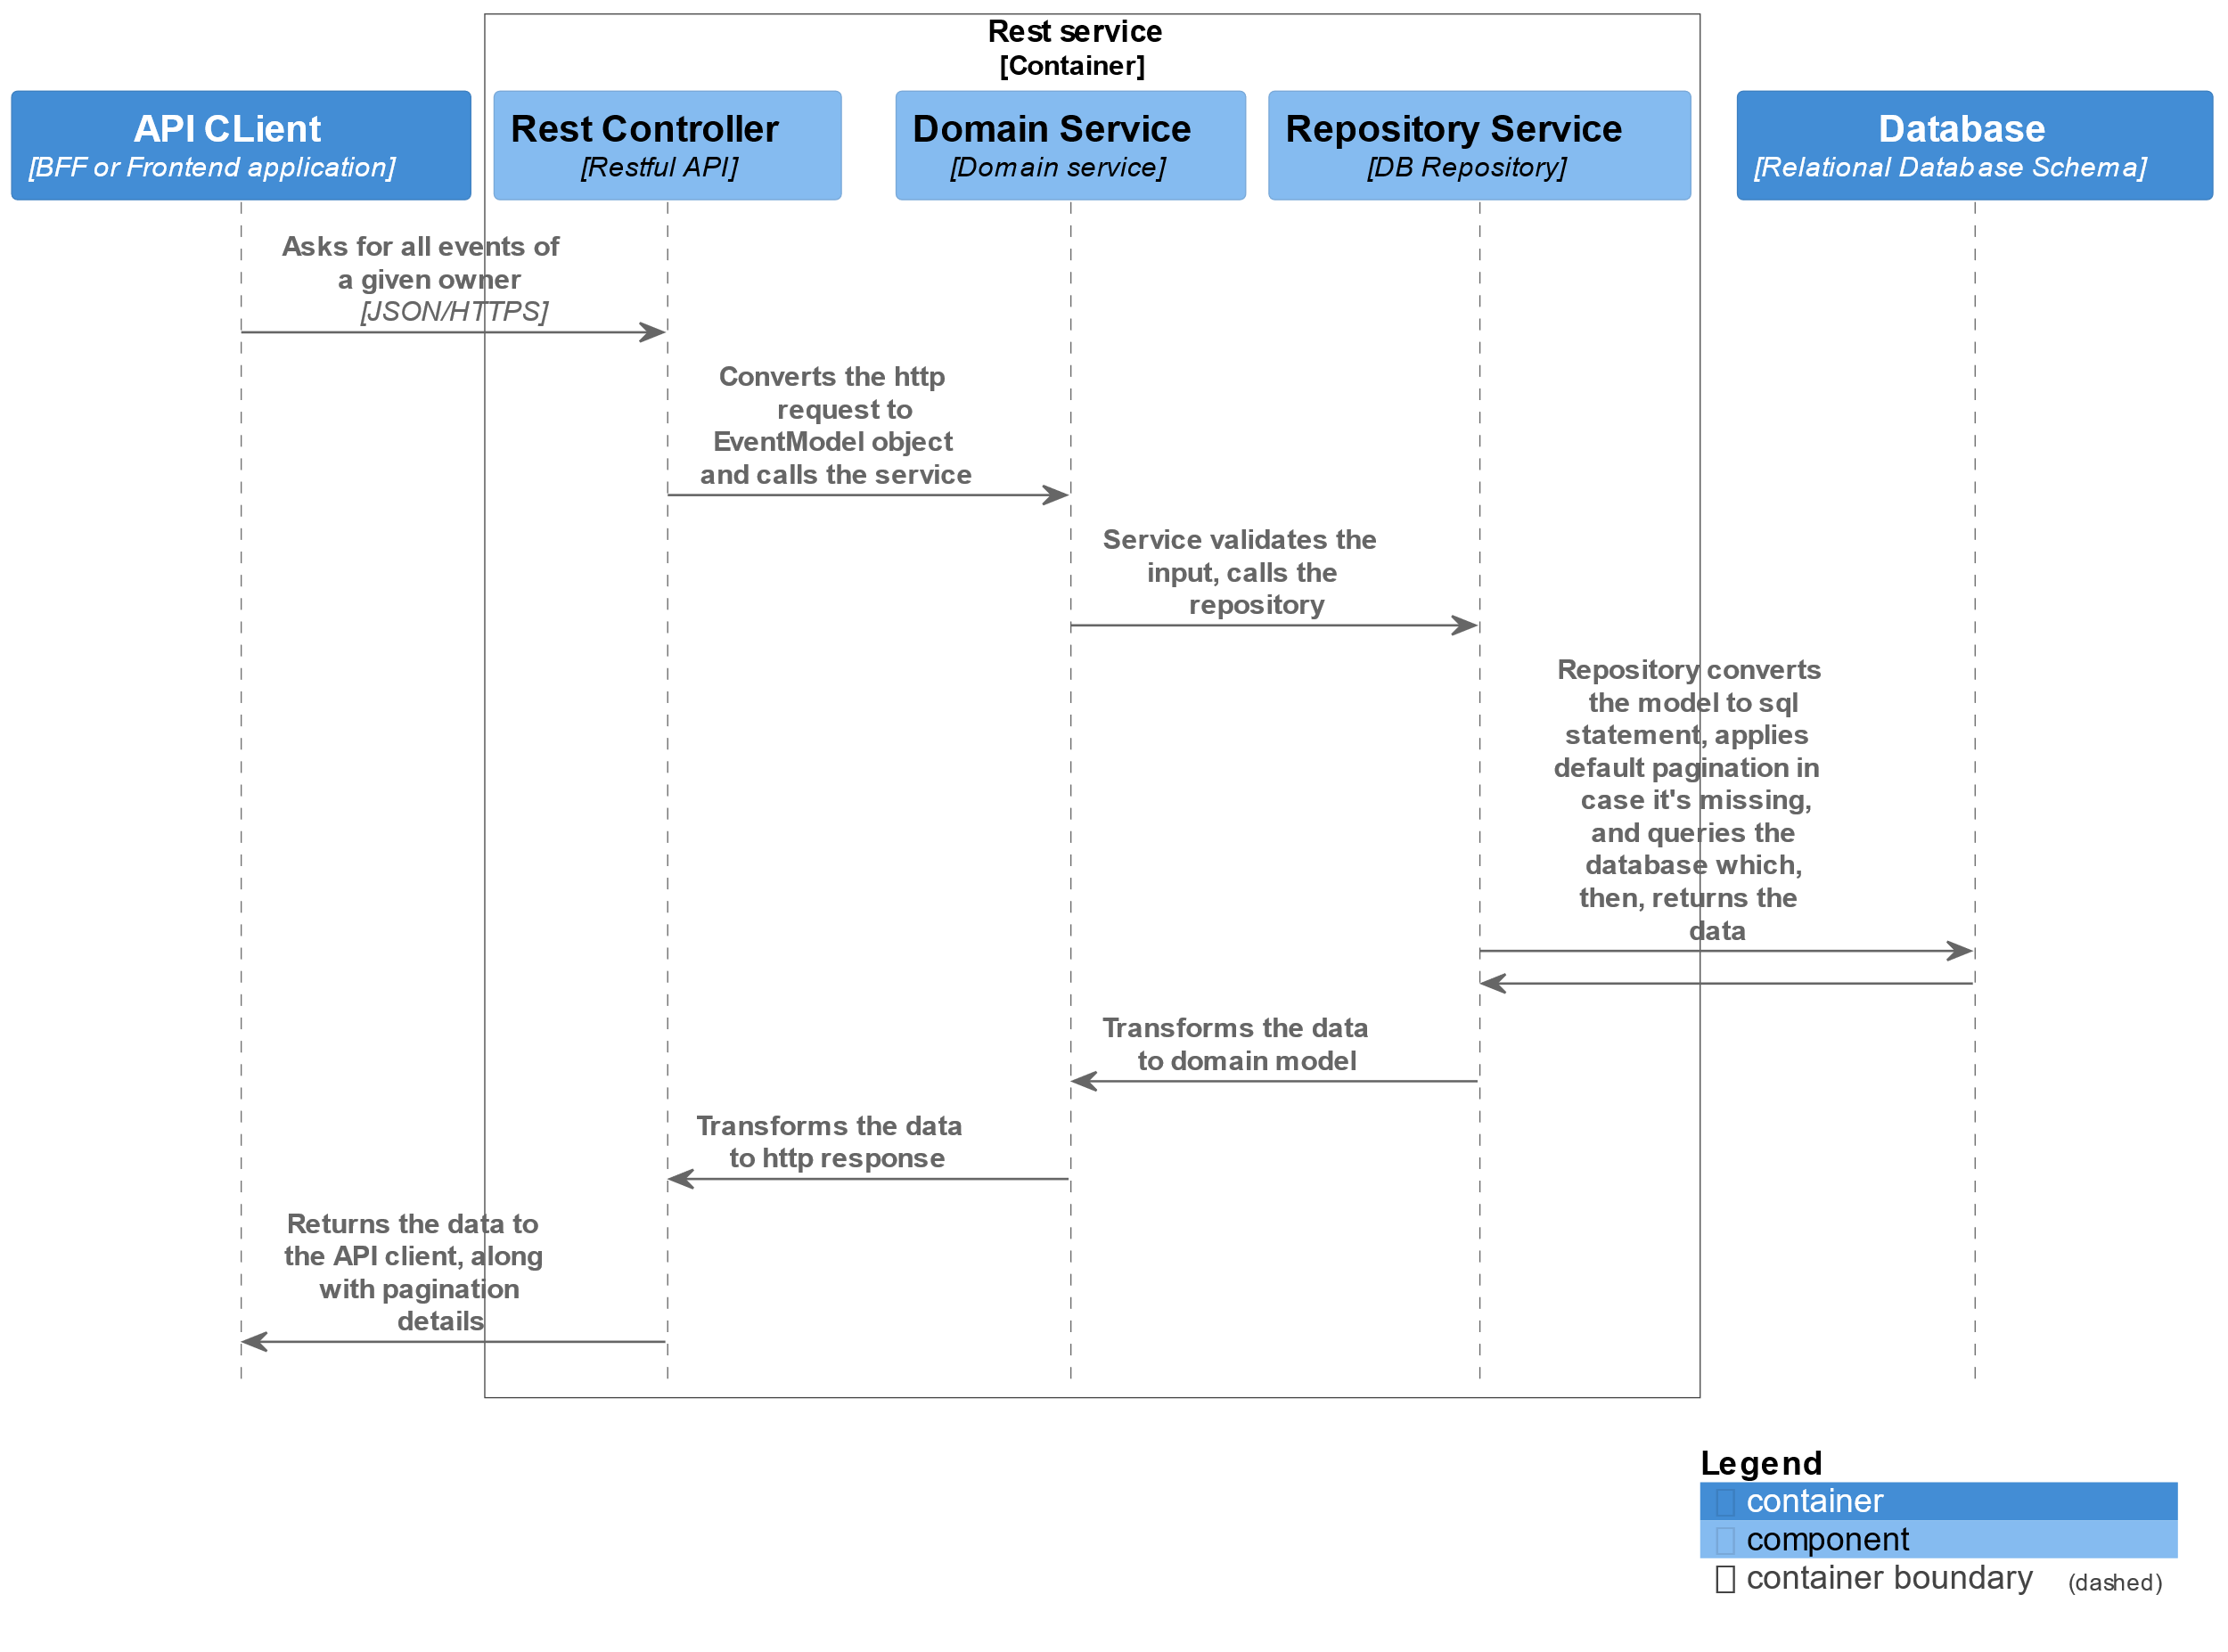 Rest service
[Container]
API CLient
[BFF or Frontend application]
Rest Controller
[Restful API]
Domain Service
[Domain service]
Repository Service
[DB Repository]
Database
[Relational Database Schema]
Asks for all events of
a given owner
[JSON/HTTPS]
Converts the http
request to
EventModel object
and calls the service
Service validates the
input, calls the
repository
Repository converts
the model to sql
statement, applies
default pagination in
case it's missing,
and queries the
database which,
then, returns the
data
Transforms the data
to domain model
Transforms the data
to http response
Returns the data to
the API client, along
with pagination
details
Legend
container
component
container boundary (dashed)